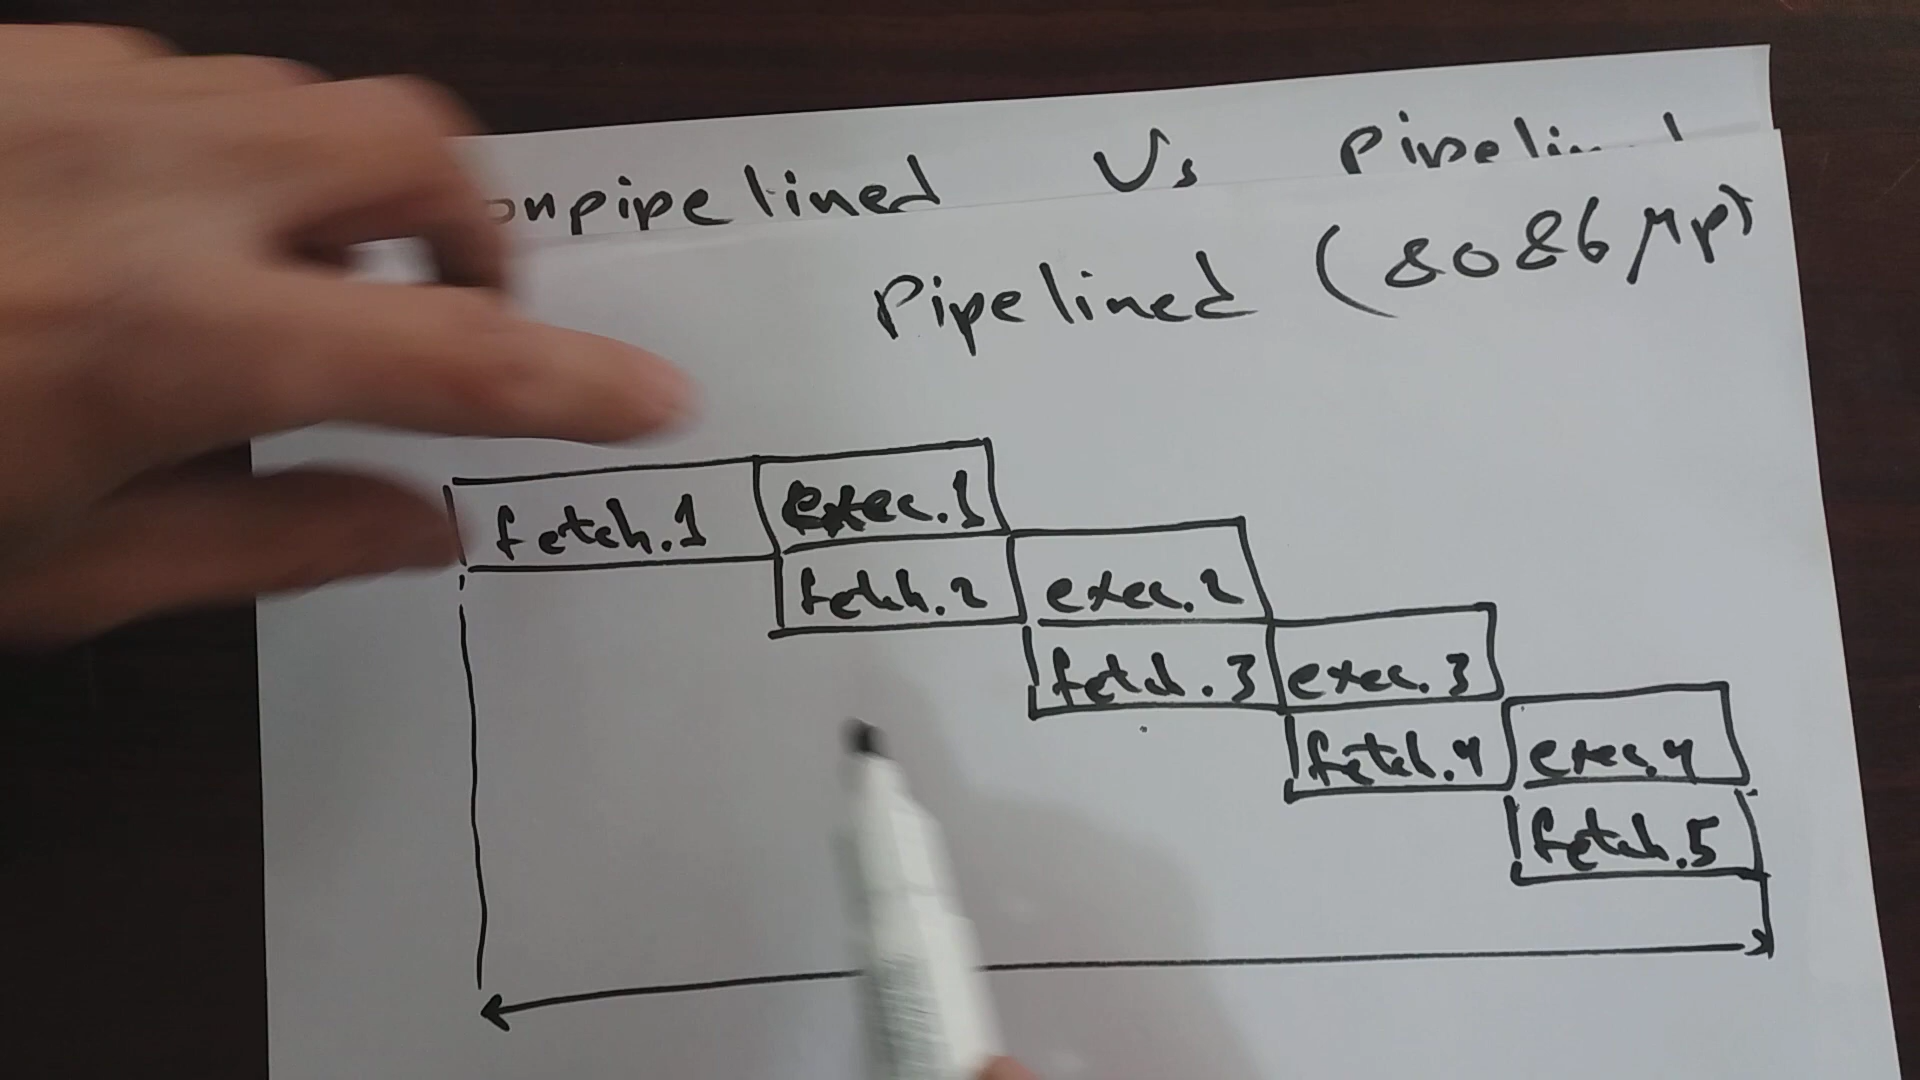 onpipelined Vs
Pipelined (8086 μp)
fetch.1 exec.1
fetch.2 exec.2
fetch.3 exec.3
fetch.4 exec.4
fetch.5